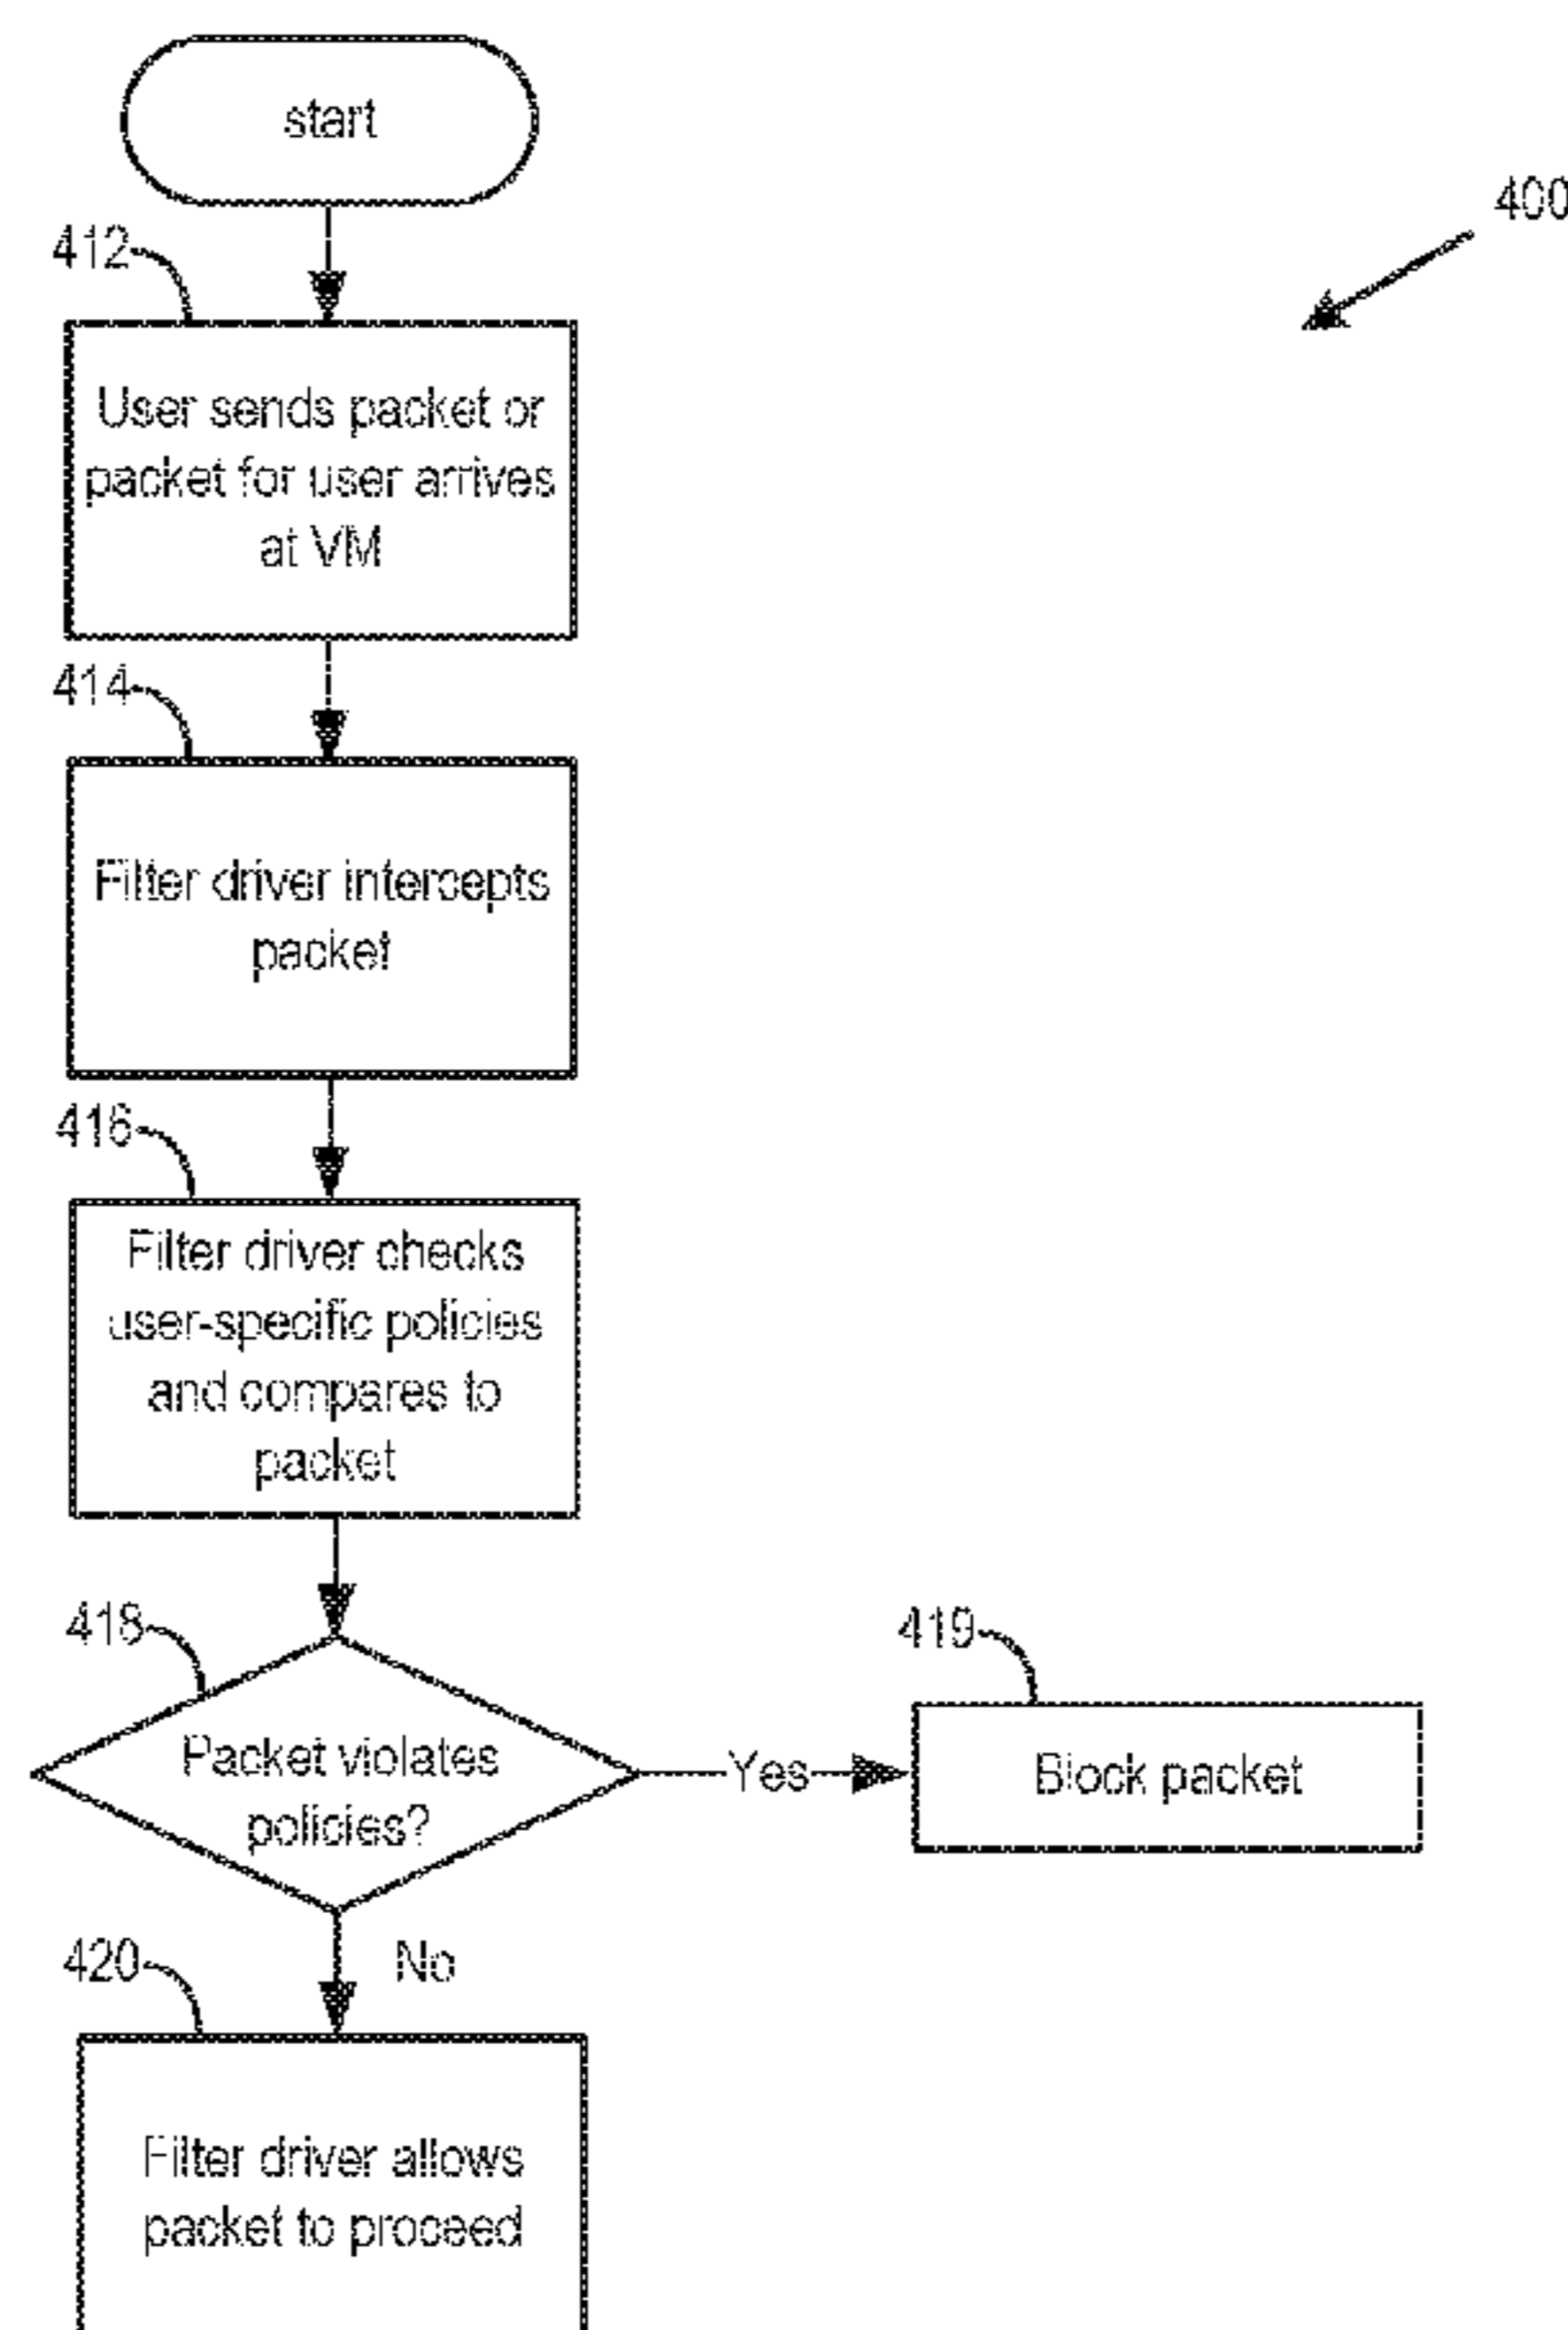 start
400
412
User sends packet or
packet for user arrives
at VM
414
Filter driver intercepts
packet
416
Filter driver checks
user-specific policies
and compares to
packet
418
Packet violates
policies?
Yes
419
Block packet
No
420
Filter driver allows
packet to proceed